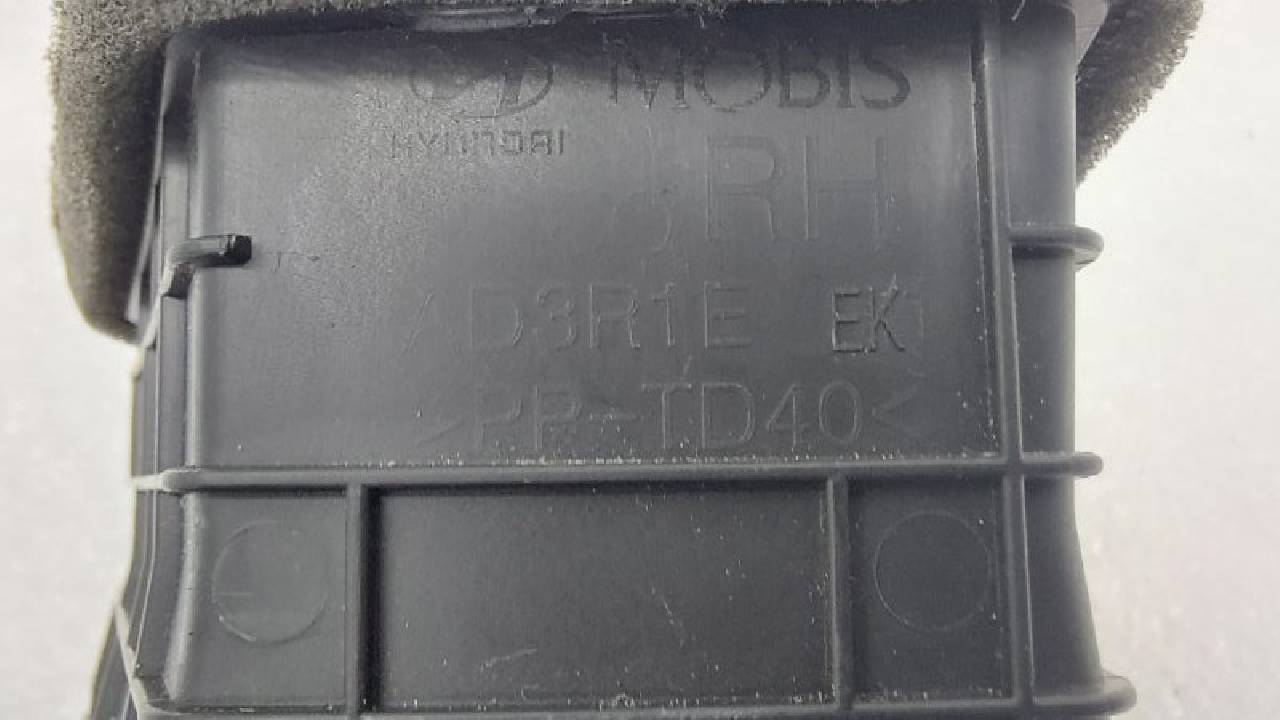 MOBIS
HYUNDAI
RH
AD3R1E EK
>PP-TD40<